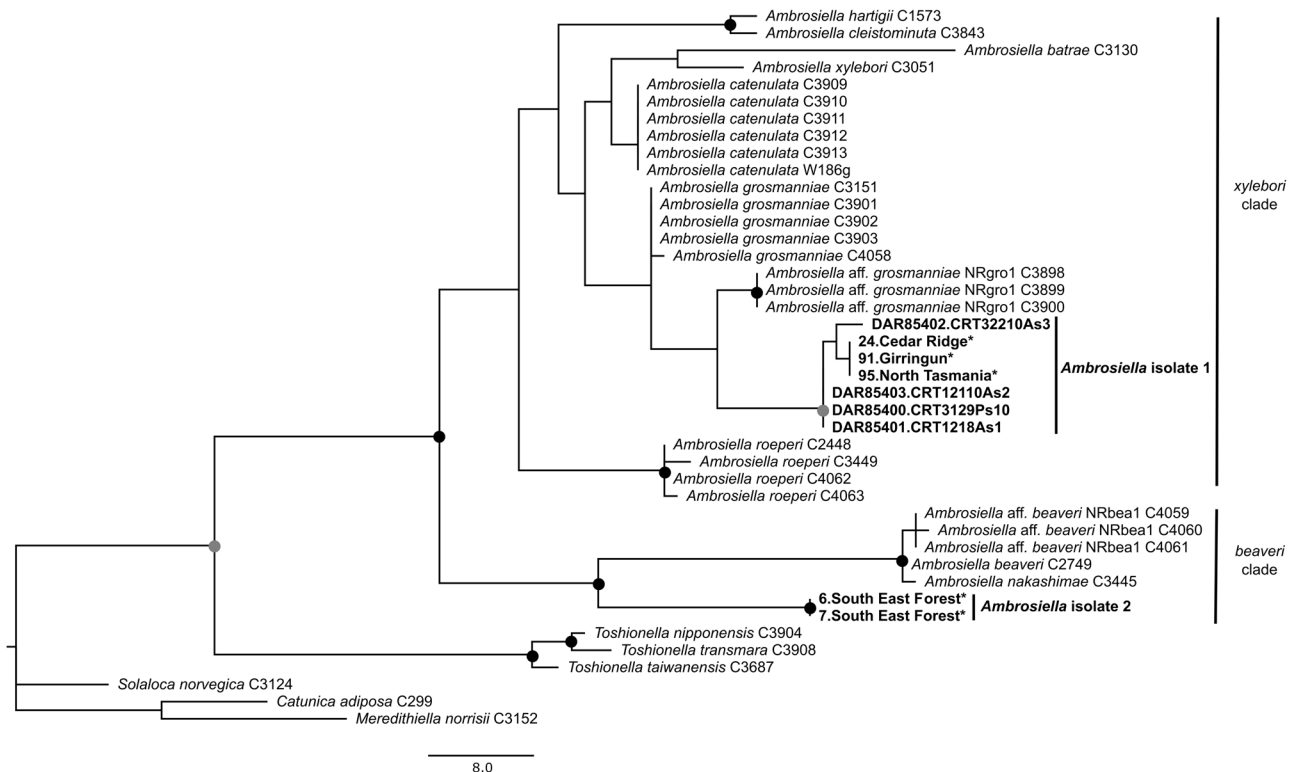 Ambrosiella hartigii C1573
Ambrosiella cleistominuta C3843
Ambrosiella batrae C3130
Ambrosiella xylebori C3051
Ambrosiella catenulata C3909
Ambrosiella catenulata C3910
Ambrosiella catenulata C3911
Ambrosiella catenulata C3912
Ambrosiella catenulata C3913
Ambrosiella catenulata W186g
Ambrosiella grosmanniae C3151
Ambrosiella grosmanniae C3901
Ambrosiella grosmanniae C3902
Ambrosiella grosmanniae C3903
Ambrosiella grosmanniae C4058
Ambrosiella aff. grosmanniae NRgro1 C3898
Ambrosiella aff. grosmanniae NRgro1 C3899
Ambrosiella aff. grosmanniae NRgro1 C3900
DAR85402.CRT32210As3
24.Cedar Ridge*
91.Girringun*
95.North Tasmania*
DAR85403.CRT12110As2
DAR85400.CRT3129Ps10
DAR85401.CRT1218As1
Ambrosiella isolate 1
Ambrosiella roeperi C2448
Ambrosiella roeperi C3449
Ambrosiella roeperi C4062
Ambrosiella roeperi C4063
xylebori
clade
Ambrosiella aff. beaveri NRbea1 C4059
Ambrosiella aff. beaveri NRbea1 C4060
Ambrosiella aff. beaveri NRbea1 C4061
Ambrosiella beaveri C2749
Ambrosiella nakashimae C3445
6.South East Forest*
7.South East Forest*
Ambrosiella isolate 2
beaveri
clade
Toshionella nipponensis C3904
Toshionella transmara C3908
Toshionella taiwanensis C3687
Solaloca norvegica C3124
Catunica adiposa C299
Meredithiella norrisii C3152
8.0